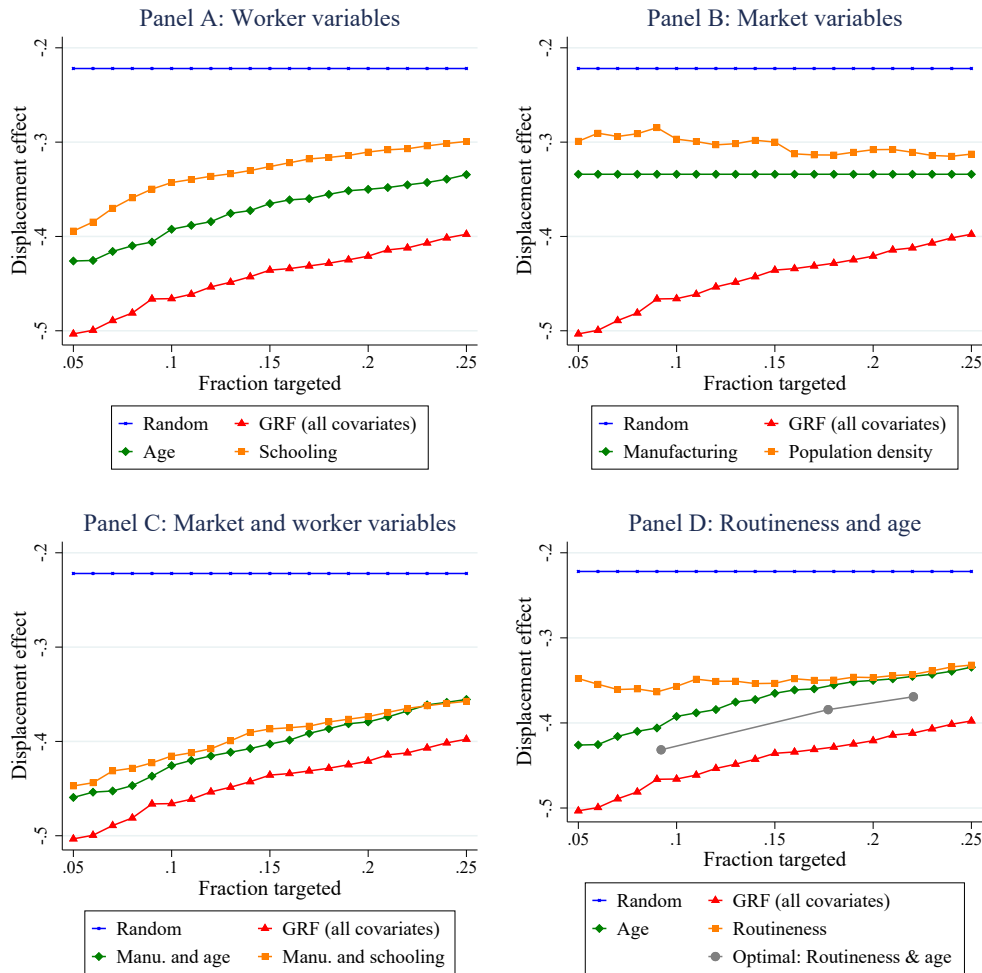 Panel A: Worker variables
Displacement effect
-.2
-.3
-.4
-.5
.05 .1 .15 .2 .25
Fraction targeted
Random GRF (all covariates)
Age Schooling
Panel B: Market variables
Displacement effect
-.2
-.3
-.4
-.5
.05 .1 .15 .2 .25
Fraction targeted
Random GRF (all covariates)
Manufacturing Population density
Panel C: Market and worker variables
Displacement effect
-.2
-.3
-.4
-.5
.05 .1 .15 .2 .25
Fraction targeted
Random GRF (all covariates)
Manu. and age Manu. and schooling
Panel D: Routineness and age
Displacement effect
-.2
-.3
-.4
-.5
.05 .1 .15 .2 .25
Fraction targeted
Random GRF (all covariates)
Age Routineness
Optimal: Routineness & age